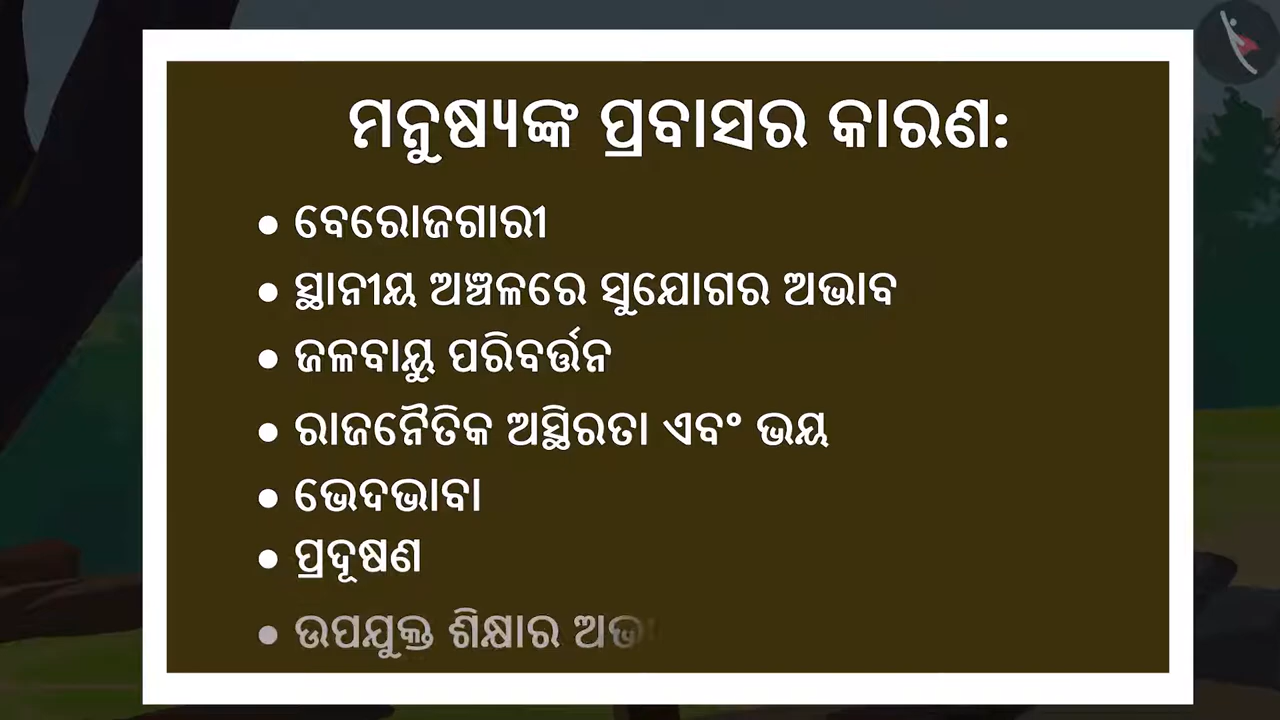 ମନୁଷ୍ୟଙ୍କ ପ୍ରବାସର କାରଣ:
• ବେରୋଜଗାରୀ
• ସ୍ଥାନୀୟ ଅଞ୍ଚଳରେ ସୁଯୋଗର ଅଭାବ
• ଜଳବାୟୁ ପରିବର୍ତ୍ତନ
• ରାଜନୈତିକ ଅସ୍ଥିରତା ଏବଂ ଭୟ
• ଭେଦଭାବା
• ପ୍ରଦୂଷଣ
• ଉପଯୁକ୍ତ ଶିକ୍ଷାର